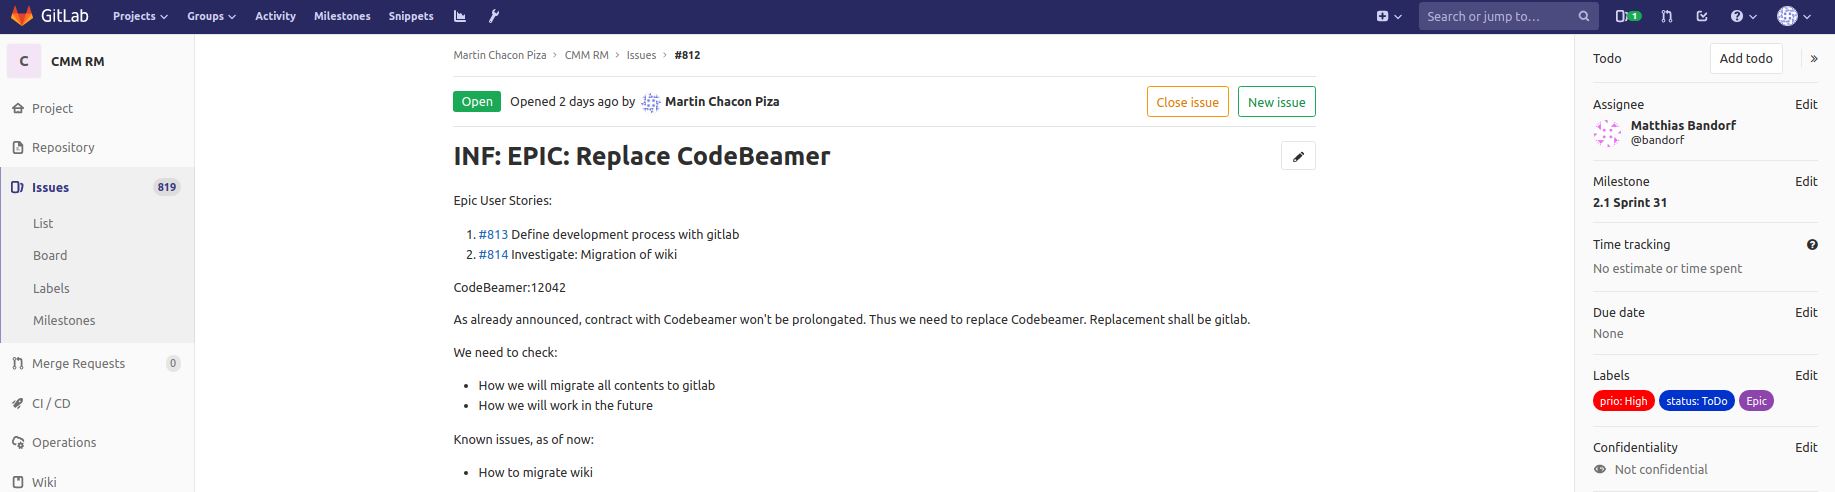 GitLab Projects Groups Activity Milestones Snippets Search or jump to... 1
C CMM RM
Project
Repository
Issues 819
List
Board
Labels
Milestones
Merge Requests 0
CI / CD
Operations
Wiki
Martin Chacon Piza > CMM RM > Issues > #812
Open Opened 2 days ago by Martin Chacon Piza Close issue New issue
INF: EPIC: Replace CodeBeamer
Epic User Stories:
1. #813 Define development process with gitlab
2. #814 Investigate: Migration of wiki
CodeBeamer:12042
As already announced, contract with Codebeamer won't be prolongated. Thus we need to replace Codebeamer. Replacement shall be gitlab.
We need to check:
• How we will migrate all contents to gitlab
• How we will work in the future
Known issues, as of now:
• How to migrate wiki
Todo Add todo »
Assignee Edit
Matthias Bandorf
@bandorf
Milestone Edit
2.1 Sprint 31
Time tracking ?
No estimate or time spent
Due date Edit
None
Labels Edit
prio: High status: ToDo Epic
Confidentiality Edit
Not confidential